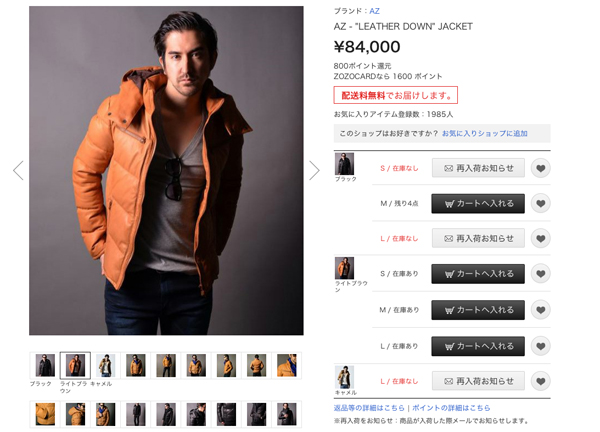 ブランド：AZ
AZ - "LEATHER DOWN" JACKET
¥84,000
800ポイント還元
ZOZOCARDなら 1600 ポイント
配送料無料でお届けします。
お気に入りアイテム登録数：1985人
このショップはお好きですか？ お気に入りショップに追加
ブラック
S / 在庫なし
再入荷お知らせ
M / 残り4点
カートへ入れる
L / 在庫なし
再入荷お知らせ
ライトブラウ
ン
S / 在庫あり
カートへ入れる
M / 在庫あり
カートへ入れる
L / 在庫あり
カートへ入れる
キャメル
L / 在庫なし
再入荷お知らせ
返品等の詳細はこちら | ポイントの詳細はこちら
※再入荷をお知らせ：商品が入荷した際メールでお知らせします。
ブラック
ライトブラ
ウン
キャメル